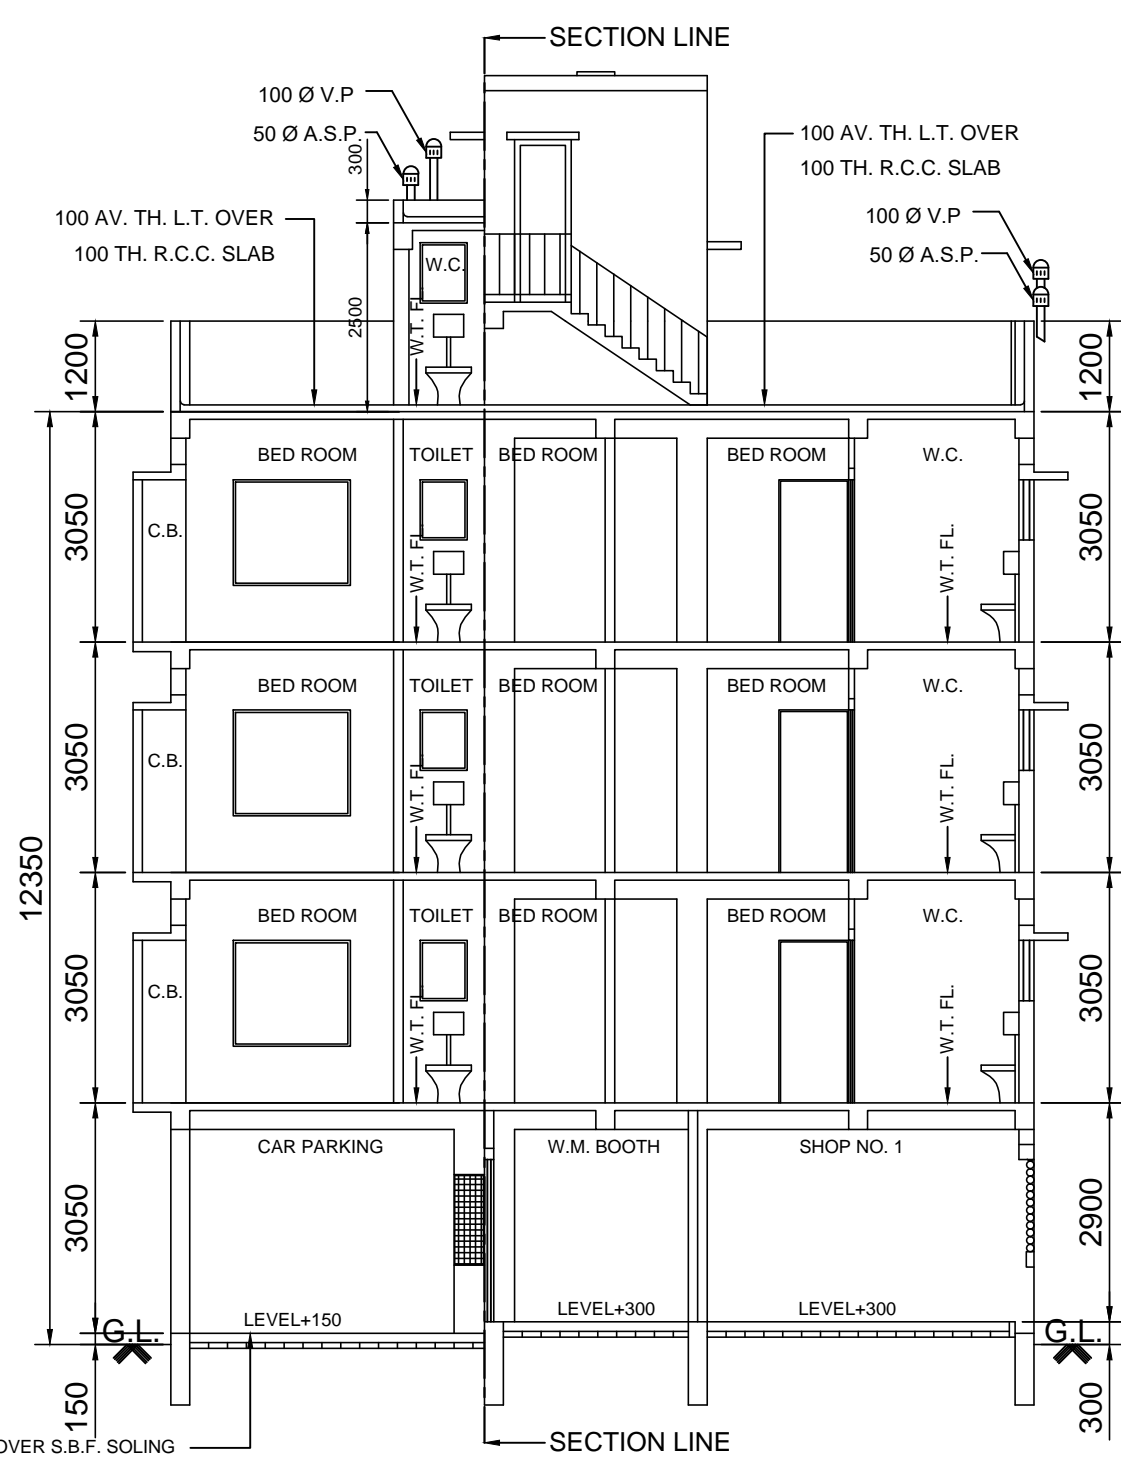 SECTION LINE
100 Ø V.P
50 Ø A.S.P.
300
100 AV. TH. L.T. OVER
100 TH. R.C.C. SLAB
100 AV. TH. L.T. OVER
100 TH. R.C.C. SLAB
100 Ø V.P
50 Ø A.S.P.
W.C.
2500
W.T. FL.
1200
1200
BED ROOM
TOILET
BED ROOM
BED ROOM
W.C.
C.B.
3050
W.T. FL.
W.T. FL.
3050
BED ROOM
TOILET
BED ROOM
BED ROOM
W.C.
C.B.
3050
W.T. FL.
W.T. FL.
3050
12350
BED ROOM
TOILET
BED ROOM
BED ROOM
W.C.
C.B.
3050
W.T. FL.
W.T. FL.
3050
CAR PARKING
W.M. BOOTH
SHOP NO. 1
3050
2900
LEVEL+150
LEVEL+300
LEVEL+300
G.L.
G.L.
150
300
OVER S.B.F. SOLING
SECTION LINE